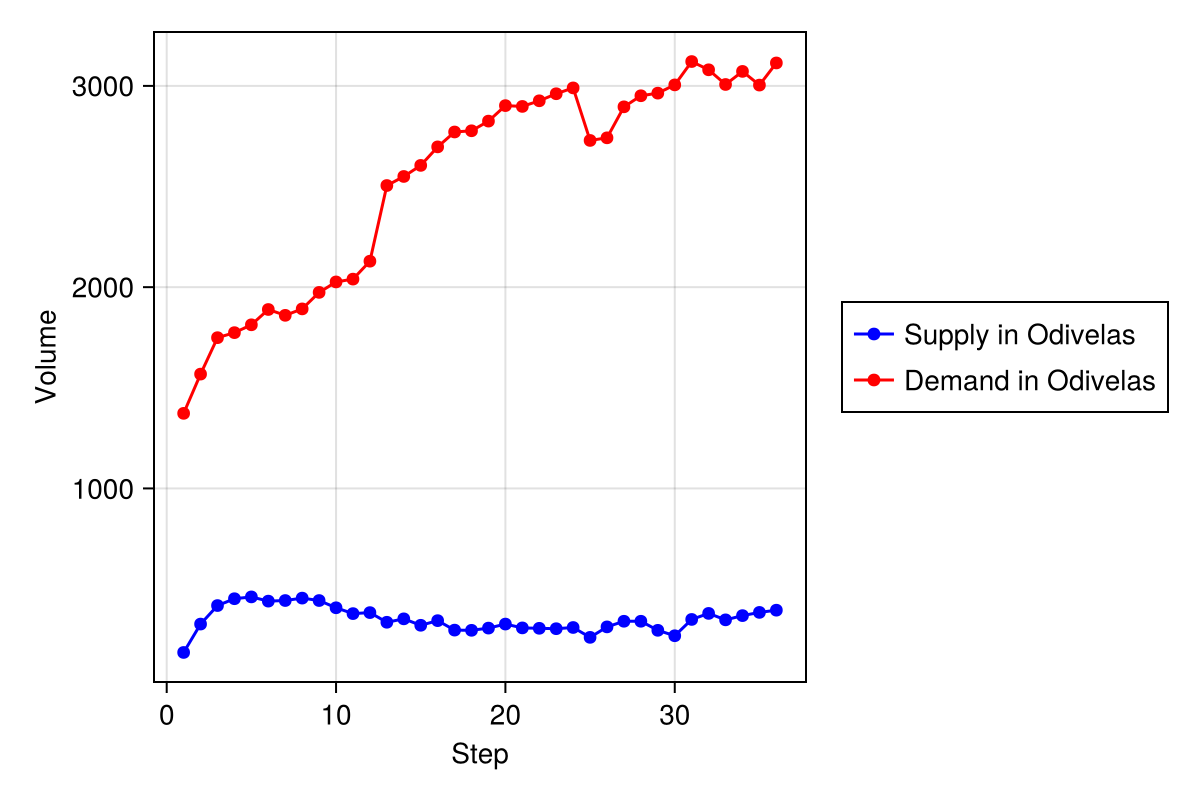 3000
2000
1000
Volume
0 10 20 30
Step
Supply in Odivelas
Demand in Odivelas